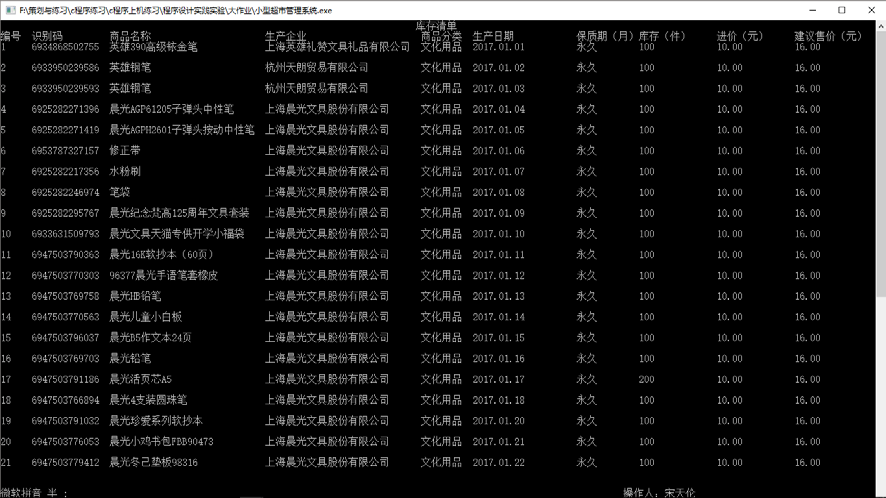 F:\策划与练习\c程序练习\c程序上机练习\程序设计实践实验\大作业\小型超市管理系统.exe
库存清单
编号 识别码 商品名称 生产企业 商品分类 生产日期 保质期（月） 库存（件） 进价（元） 建议售价（元）
1 6934868502755 英雄390高级铱金笔 上海英雄礼赞文具礼品有限公司 文化用品 2017.01.01 永久 100 10.00 16.00
2 6933950239586 英雄钢笔 杭州天朗贸易有限公司 文化用品 2017.01.02 永久 100 10.00 16.00
3 6933950239593 英雄钢笔 杭州天朗贸易有限公司 文化用品 2017.01.03 永久 100 10.00 16.00
4 6925282271396 晨光AGP61205子弹头中性笔 上海晨光文具股份有限公司 文化用品 2017.01.04 永久 100 10.00 16.00
5 6925282271419 晨光AGPH2601子弹头按动中性笔 上海晨光文具股份有限公司 文化用品 2017.01.05 永久 100 10.00 16.00
6 6953787327157 修正带 上海晨光文具股份有限公司 文化用品 2017.01.06 永久 100 10.00 16.00
7 6925282217356 水粉刷 上海晨光文具股份有限公司 文化用品 2017.01.07 永久 100 10.00 16.00
8 6925282246974 笔袋 上海晨光文具股份有限公司 文化用品 2017.01.08 永久 100 10.00 16.00
9 6925282295767 晨光纪念梵高125周年文具套装 上海晨光文具股份有限公司 文化用品 2017.01.09 永久 100 10.00 16.00
10 6933631509793 晨光文具天猫专供开学小福袋 上海晨光文具股份有限公司 文化用品 2017.01.10 永久 100 10.00 16.00
11 6947503790363 晨光16K软抄本（60页） 上海晨光文具股份有限公司 文化用品 2017.01.11 永久 100 10.00 16.00
12 6947503770303 96377晨光手语笔套橡皮 上海晨光文具股份有限公司 文化用品 2017.01.12 永久 100 10.00 16.00
13 6947503769758 晨光HB铅笔 上海晨光文具股份有限公司 文化用品 2017.01.13 永久 100 10.00 16.00
14 6947503770563 晨光儿童小白板 上海晨光文具股份有限公司 文化用品 2017.01.14 永久 100 10.00 16.00
15 6947503796037 晨光B5作文本24页 上海晨光文具股份有限公司 文化用品 2017.01.15 永久 100 10.00 16.00
16 6947503769703 晨光铅笔 上海晨光文具股份有限公司 文化用品 2017.01.16 永久 100 10.00 16.00
17 6947503791186 晨光活页芯A5 上海晨光文具股份有限公司 文化用品 2017.01.17 永久 200 10.00 16.00
18 6947503766894 晨光4支装圆珠笔 上海晨光文具股份有限公司 文化用品 2017.01.18 永久 100 10.00 16.00
19 6947503791032 晨光珍爱系列软抄本 上海晨光文具股份有限公司 文化用品 2017.01.20 永久 100 10.00 16.00
20 6947503776053 晨光小鸡书包FBB90473 上海晨光文具股份有限公司 文化用品 2017.01.21 永久 100 10.00 16.00
21 6947503779412 晨光冬己垫板98316 上海晨光文具股份有限公司 文化用品 2017.01.22 永久 100 10.00 16.00
微软拼音 半 : 操作人：宋天伦